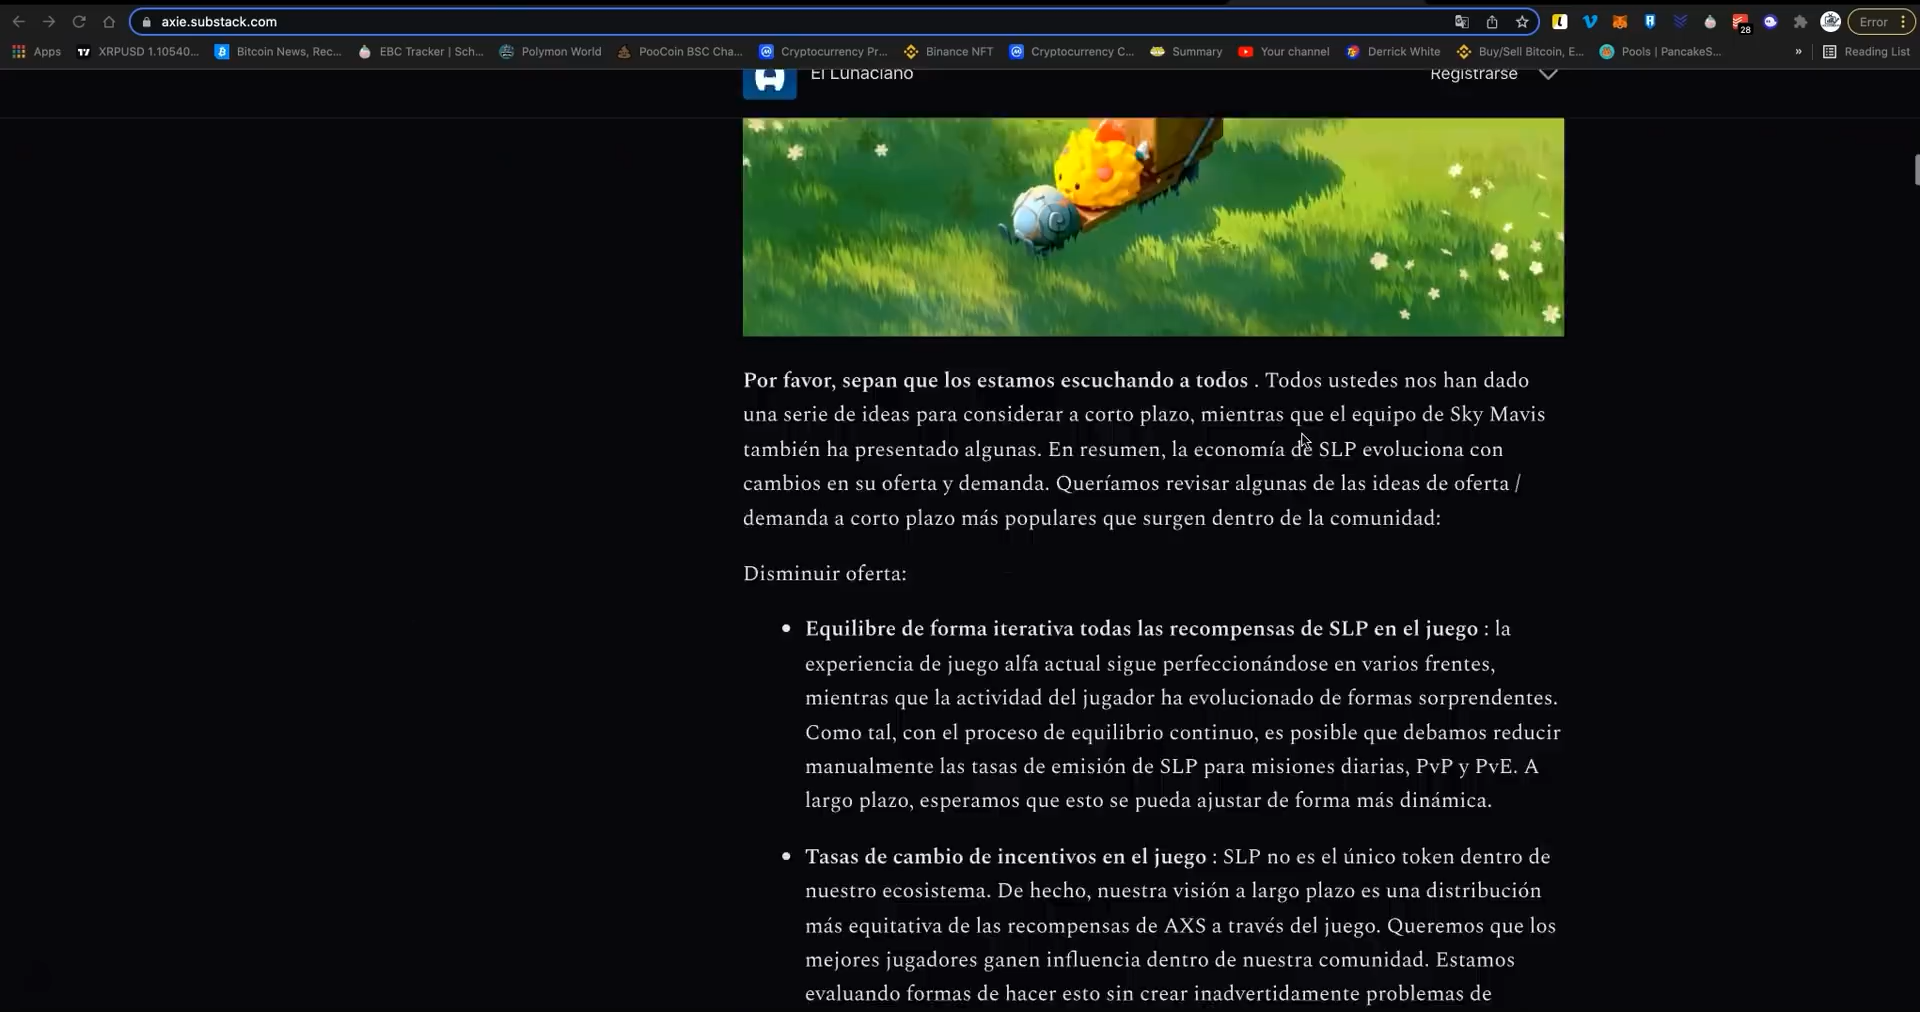 axie.substack.com
Error
28
Apps
XRPUSD 1.10540...
Bitcoin News, Rec...
EBC Tracker | Sch...
Polymon World
PooCoin BSC Cha...
Cryptocurrency Pr...
Binance NFT
Cryptocurrency C...
Summary
Your channel
Derrick White
Buy/Sell Bitcoin, E...
Pools | PancakeS...
»
Reading List
El Lunaciano
Registrarse
Por favor, sepan que los estamos escuchando a todos . Todos ustedes nos han dado
una serie de ideas para considerar a corto plazo, mientras que el equipo de Sky Mavis
también ha presentado algunas. En resumen, la economía de SLP evoluciona con
cambios en su oferta y demanda. Queríamos revisar algunas de las ideas de oferta /
demanda a corto plazo más populares que surgen dentro de la comunidad:
Disminuir oferta:
• Equilibre de forma iterativa todas las recompensas de SLP en el juego : la
experiencia de juego alfa actual sigue perfeccionándose en varios frentes,
mientras que la actividad del jugador ha evolucionado de formas sorprendentes.
Como tal, con el proceso de equilibrio continuo, es posible que debamos reducir
manualmente las tasas de emisión de SLP para misiones diarias, PvP y PvE. A
largo plazo, esperamos que esto se pueda ajustar de forma más dinámica.
• Tasas de cambio de incentivos en el juego : SLP no es el único token dentro de
nuestro ecosistema. De hecho, nuestra visión a largo plazo es una distribución
más equitativa de las recompensas de AXS a través del juego. Queremos que los
mejores jugadores ganen influencia dentro de nuestra comunidad. Estamos
evaluando formas de hacer esto sin crear inadvertidamente problemas de